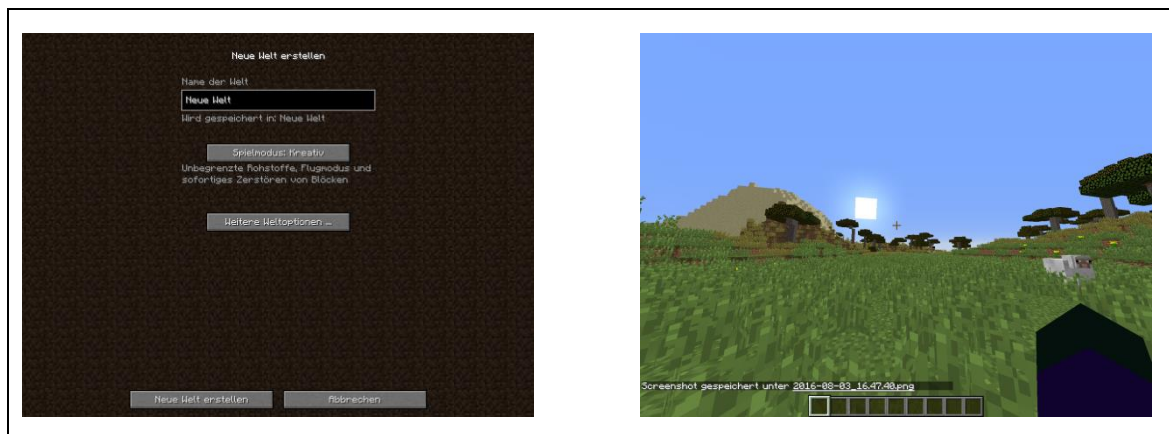 Neue Welt erstellen
Name der Welt
Neue Welt
Wird gespeichert in: Neue Welt
Spielmodus: Kreativ
Unbegrenzte Rohstoffe, Flugmodus und
sofortiges Zerstören von Blöcken
Weitere Weltoptionen …
Neue Welt erstellen
Abbrechen
Screenshot gespeichert unter 2016-08-03_16.47.40.png